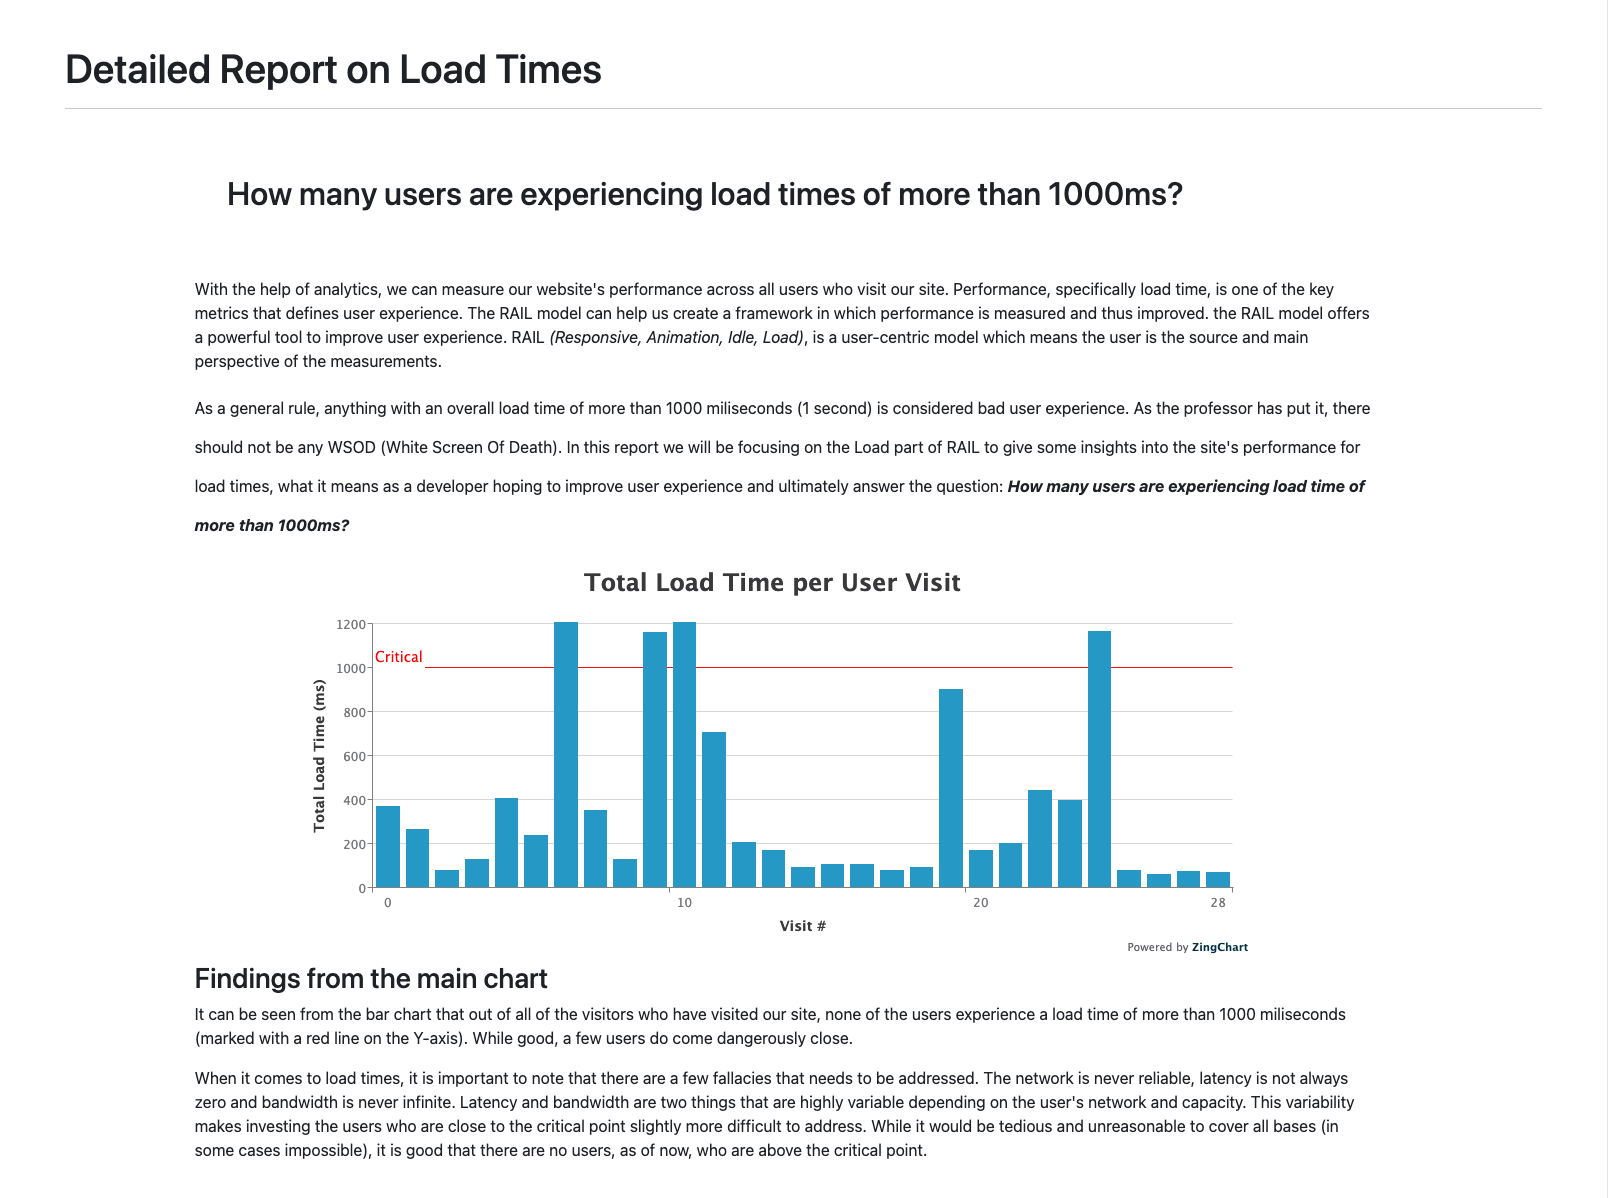 Detailed Report on Load Times
How many users are experiencing load times of more than 1000ms?
With the help of analytics, we can measure our website's performance across all users who visit our site. Performance, specifically load time, is one of the key
metrics that defines user experience. The RAIL model can help us create a framework in which performance is measured and thus improved. the RAIL model offers
a powerful tool to improve user experience. RAIL (Responsive, Animation, Idle, Load), is a user-centric model which means the user is the source and main
perspective of the measurements.
As a general rule, anything with an overall load time of more than 1000 miliseconds (1 second) is considered bad user experience. As the professor has put it, there
should not be any WSOD (White Screen Of Death). In this report we will be focusing on the Load part of RAIL to give some insights into the site's performance for
load times, what it means as a developer hoping to improve user experience and ultimately answer the question: How many users are experiencing load time of
more than 1000ms?
Total Load Time per User Visit
Total Load Time (ms)
1200
Critical
1000
800
600
400
200
0
0 10 20 28
Visit #
Powered by ZingChart
Findings from the main chart
It can be seen from the bar chart that out of all of the visitors who have visited our site, none of the users experience a load time of more than 1000 miliseconds
(marked with a red line on the Y-axis). While good, a few users do come dangerously close.
When it comes to load times, it is important to note that there are a few fallacies that needs to be addressed. The network is never reliable, latency is not always
zero and bandwidth is never infinite. Latency and bandwidth are two things that are highly variable depending on the user's network and capacity. This variability
makes investing the users who are close to the critical point slightly more difficult to address. While it would be tedious and unreasonable to cover all bases (in
some cases impossible), it is good that there are no users, as of now, who are above the critical point.